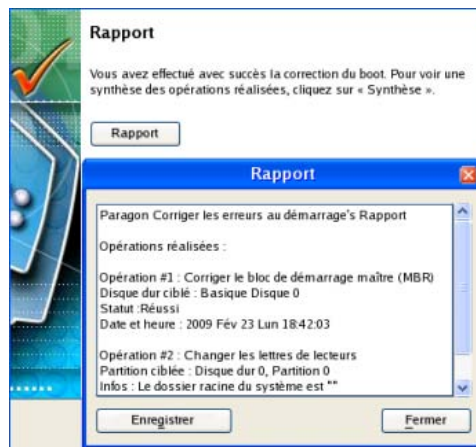 Rapport
Vous avez effectué avec succès la correction du boot. Pour voir une
synthèse des opérations réalisées, cliquez sur « Synthèse ».
Rapport
Rapport
Paragon Corriger les erreurs au démarrage's Rapport
Opérations réalisées :
Opération #1 : Corriger le bloc de démarrage maître (MBR)
Disque dur ciblé : Basique Disque 0
Statut :Réussi
Date et heure : 2009 Fév 23 Lun 18:42:03
Opération #2 : Changer les lettres de lecteurs
Partition ciblée : Disque dur 0, Partition 0
Infos : Le dossier racine du système est ""
Enregistrer
Fermer